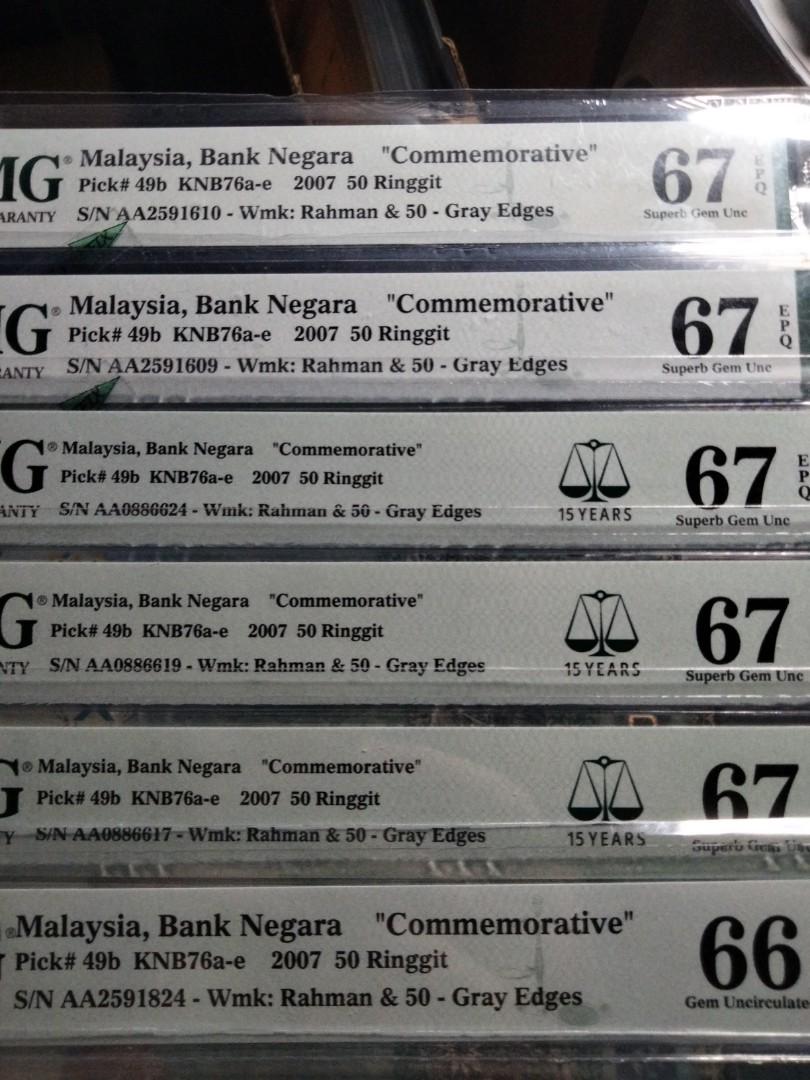 MG® Malaysia, Bank Negara "Commemorative" 67 EPQ
Pick# 49b KNB76a-e 2007 50 Ringgit
ARANTY S/N AA2591610 - Wmk: Rahman & 50 - Gray Edges Superb Gem Unc
G® Malaysia, Bank Negara "Commemorative" 67 EPQ
Pick# 49b KNB76a-e 2007 50 Ringgit
ANTY S/N AA2591609 - Wmk: Rahman & 50 - Gray Edges Superb Gem Unc
G® Malaysia, Bank Negara "Commemorative" 67 EPQ
Pick# 49b KNB76a-e 2007 50 Ringgit
ANTY S/N AA0886624 - Wmk: Rahman & 50 - Gray Edges 15 YEARS Superb Gem Unc
G® Malaysia, Bank Negara "Commemorative" 67
Pick# 49b KNB76a-e 2007 50 Ringgit
NTY S/N AA0886619 - Wmk: Rahman & 50 - Gray Edges 15 YEARS Superb Gem Unc
G® Malaysia, Bank Negara "Commemorative" 67
Pick# 49b KNB76a-e 2007 50 Ringgit
Y S/N AA0886617 - Wmk: Rahman & 50 - Gray Edges 15 YEARS Superb Gem Unc
® Malaysia, Bank Negara "Commemorative" 66
Pick# 49b KNB76a-e 2007 50 Ringgit
S/N AA2591824 - Wmk: Rahman & 50 - Gray Edges Gem Uncirculate